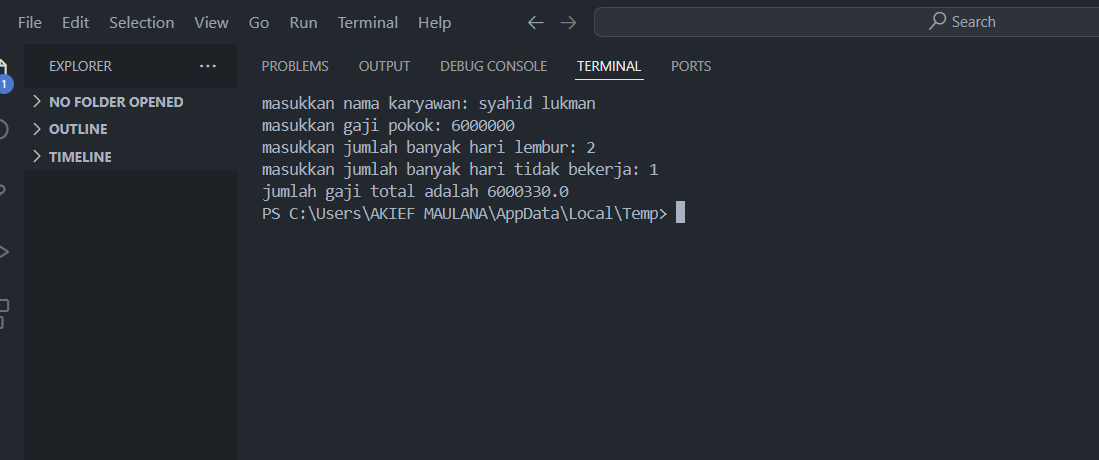 File Edit Selection View Go Run Terminal Help Search
EXPLORER ··· PROBLEMS OUTPUT DEBUG CONSOLE TERMINAL PORTS
1
NO FOLDER OPENED
OUTLINE
TIMELINE
masukkan nama karyawan: syahid lukman
masukkan gaji pokok: 6000000
masukkan jumlah banyak hari lembur: 2
masukkan jumlah banyak hari tidak bekerja: 1
jumlah gaji total adalah 6000330.0
PS C:\Users\AKIEF MAULANA\AppData\Local\Temp>